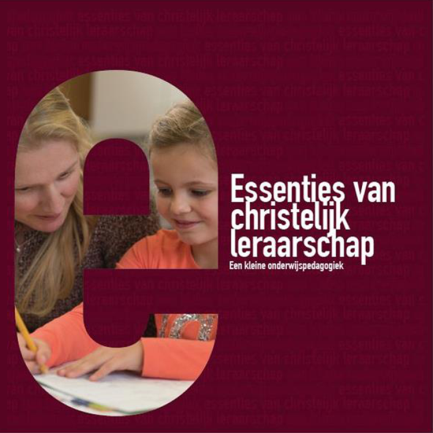 e
Essenties van
christelijk
leraarschap
Een kleine onderwijspedagogiek